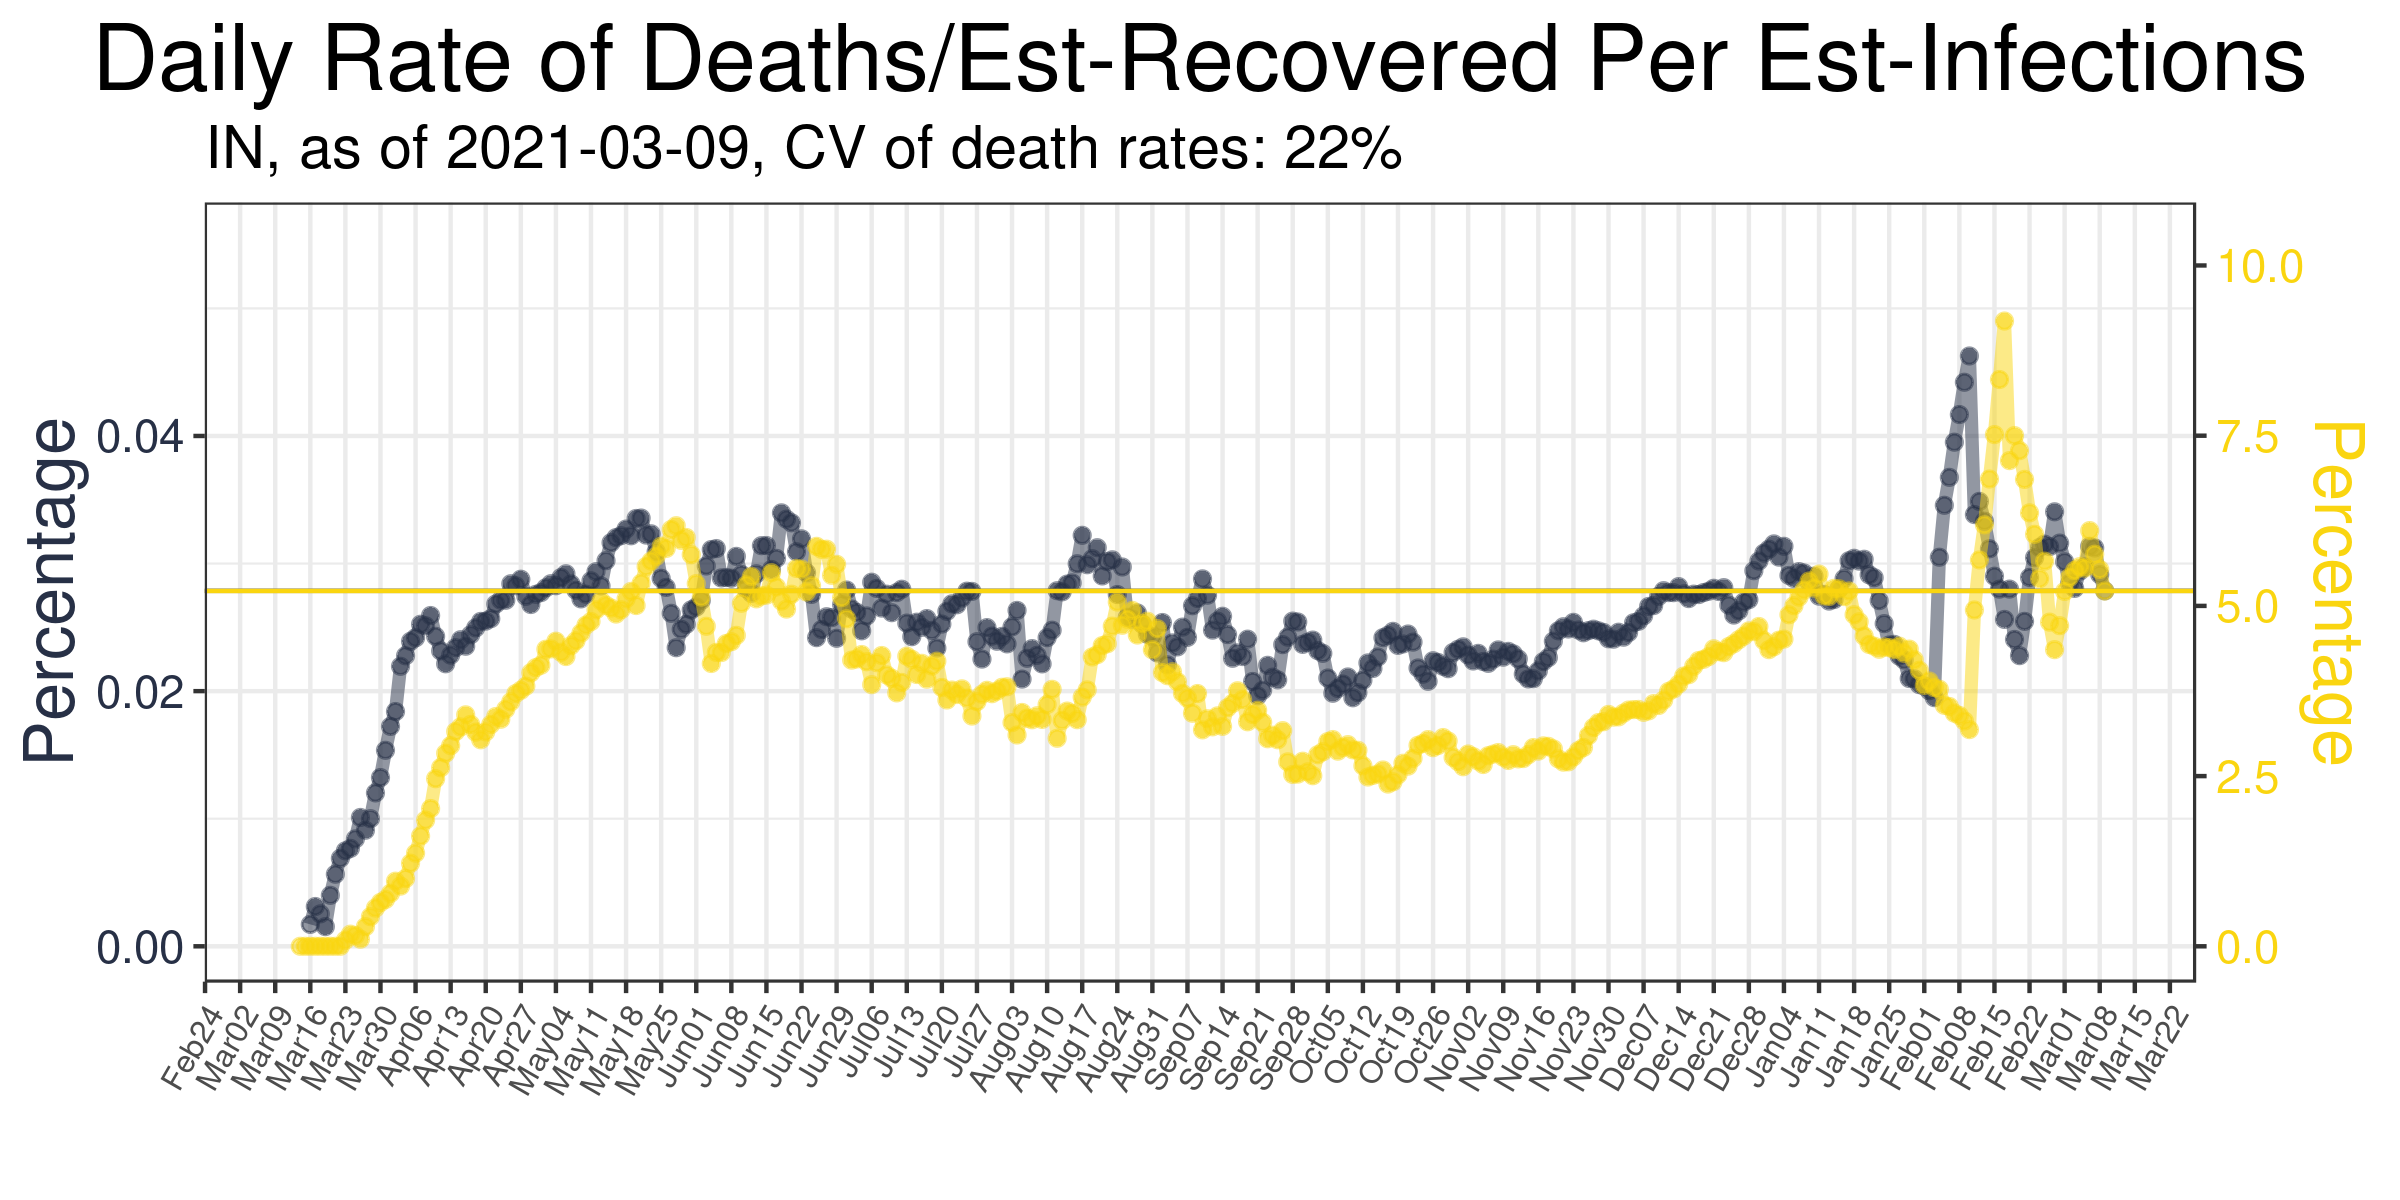 Daily Rate of Deaths/Est-Recovered Per Est-Infections
IN, as of 2021-03-09, CV of death rates: 22%
Percentage
0.04
0.02
0.00
10.0
7.5
5.0
2.5
0.0
Percentage
Feb24
Mar02
Mar09
Mar16
Mar23
Mar30
Apr06
Apr13
Apr20
Apr27
May04
May11
May18
May25
Jun01
Jun08
Jun15
Jun22
Jun29
Jul06
Jul13
Jul20
Jul27
Aug03
Aug10
Aug17
Aug24
Aug31
Sep07
Sep14
Sep21
Sep28
Oct05
Oct12
Oct19
Oct26
Nov02
Nov09
Nov16
Nov23
Nov30
Dec07
Dec14
Dec21
Dec28
Jan04
Jan11
Jan18
Jan25
Feb01
Feb08
Feb15
Feb22
Mar01
Mar08
Mar15
Mar22